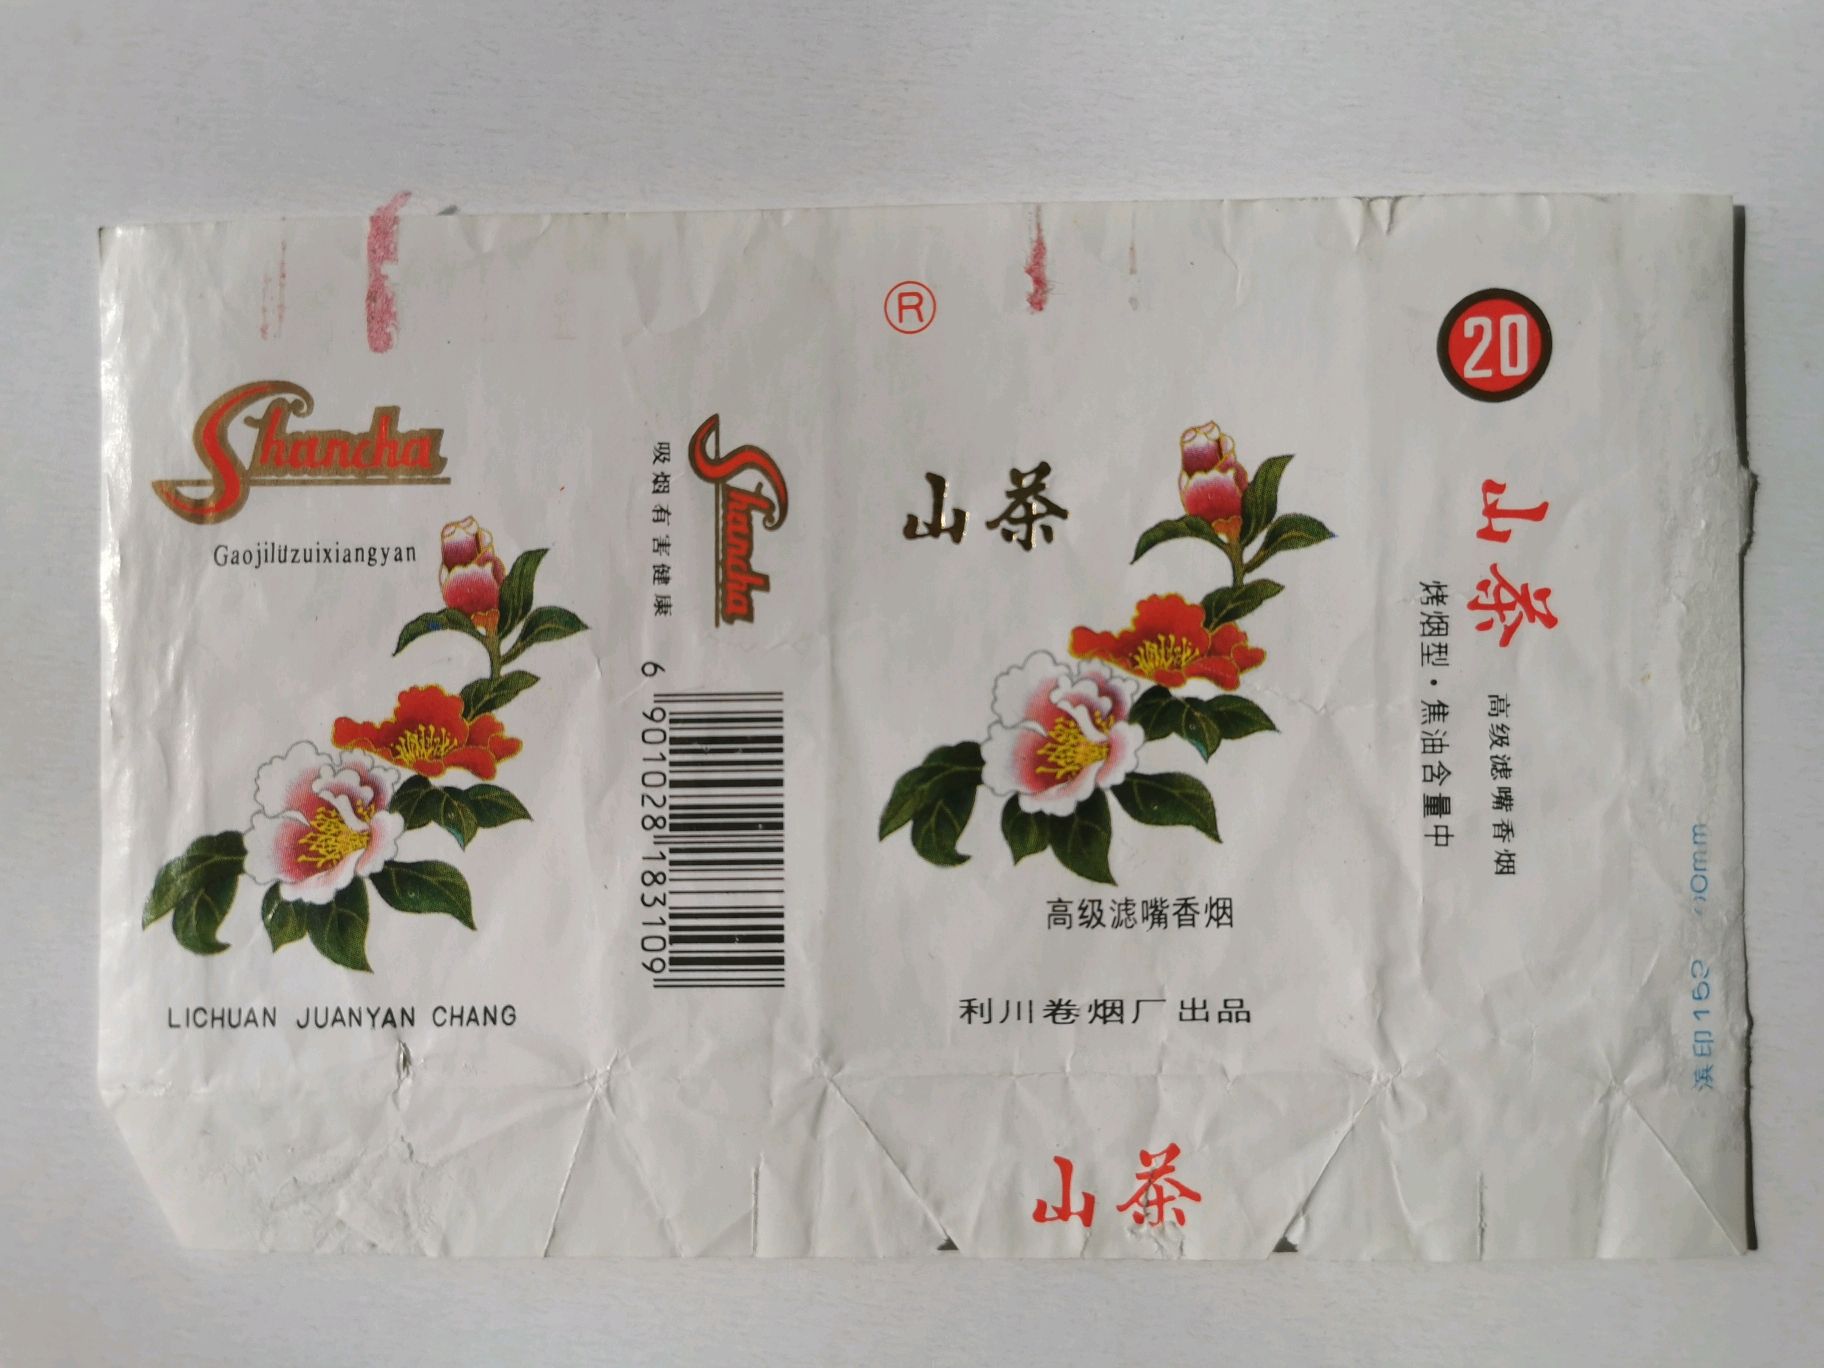 Shancha
Gaojilüzuixiangyan
LICHUAN JUANYAN CHANG
Shancha
吸烟有害健康
6 901028 183109
®
山茶
高级滤嘴香烟
利川卷烟厂出品
山茶
20
山茶
高级滤嘴香烟
烤烟型·焦油含量中